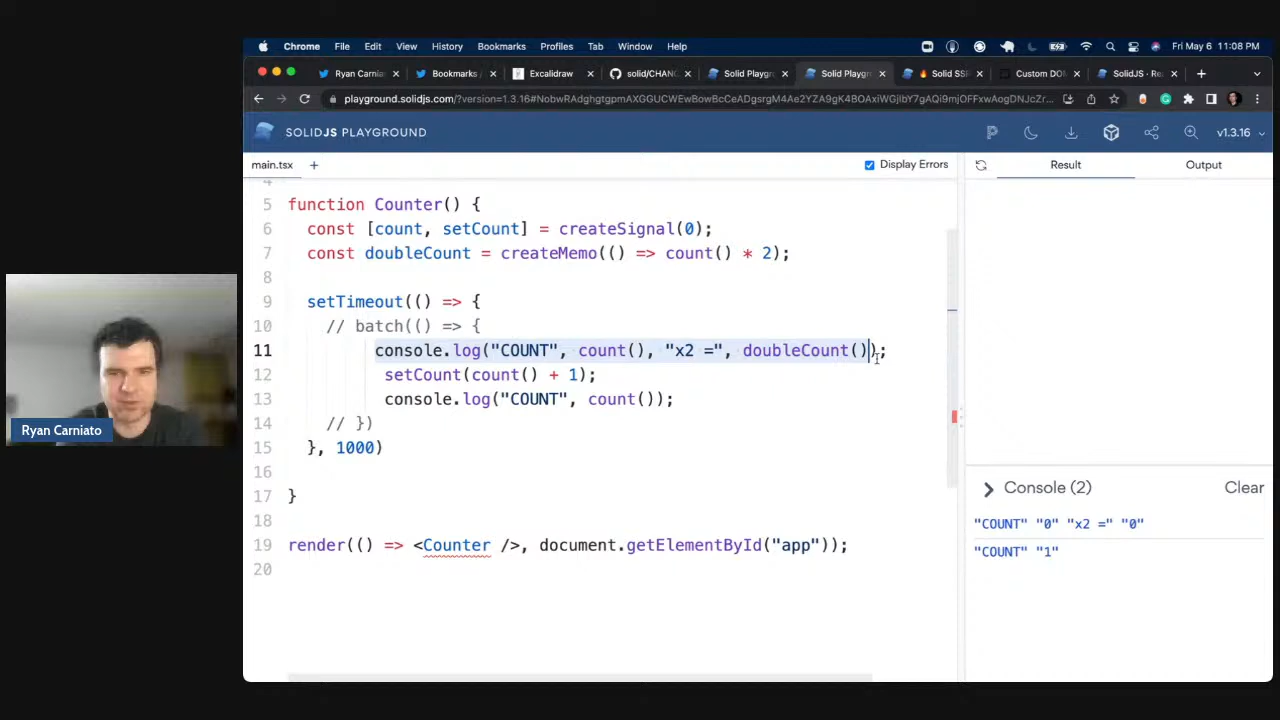 Chrome File Edit View History Bookmarks Profiles Tab Window Help Fri May 6 11:08 PM
Ryan Carnia Bookmarks / Excalidraw solid/CHAN Solid Playgr Solid Playgr Solid SSR Custom DOM SolidJS · Re
playground.solidjs.com/?version=1.3.16#NobwRAdghgtgpmAXGGUCWEwBowBcCeADgsrgM4Ae2YZA9gK4BOAxiWGjIbY7gAQi9mjOFFxwAogDNJcZr...
SOLIDJS PLAYGROUND v1.3.16
main.tsx + Display Errors Result Output
4
5 function Counter() {
6 const [count, setCount] = createSignal(0);
7 const doubleCount = createMemo(() => count() * 2);
8
9 setTimeout(() => {
10 // batch(() => {
11 console.log("COUNT", count(), "x2 =", doubleCount());
12 setCount(count() + 1);
13 console.log("COUNT", count());
14 // })
15 }, 1000)
16
17 }
18
19 render(() => <Counter />, document.getElementById("app"));
20
Console (2) Clear
"COUNT" "0" "x2 =" "0"
"COUNT" "1"
Ryan Carniato